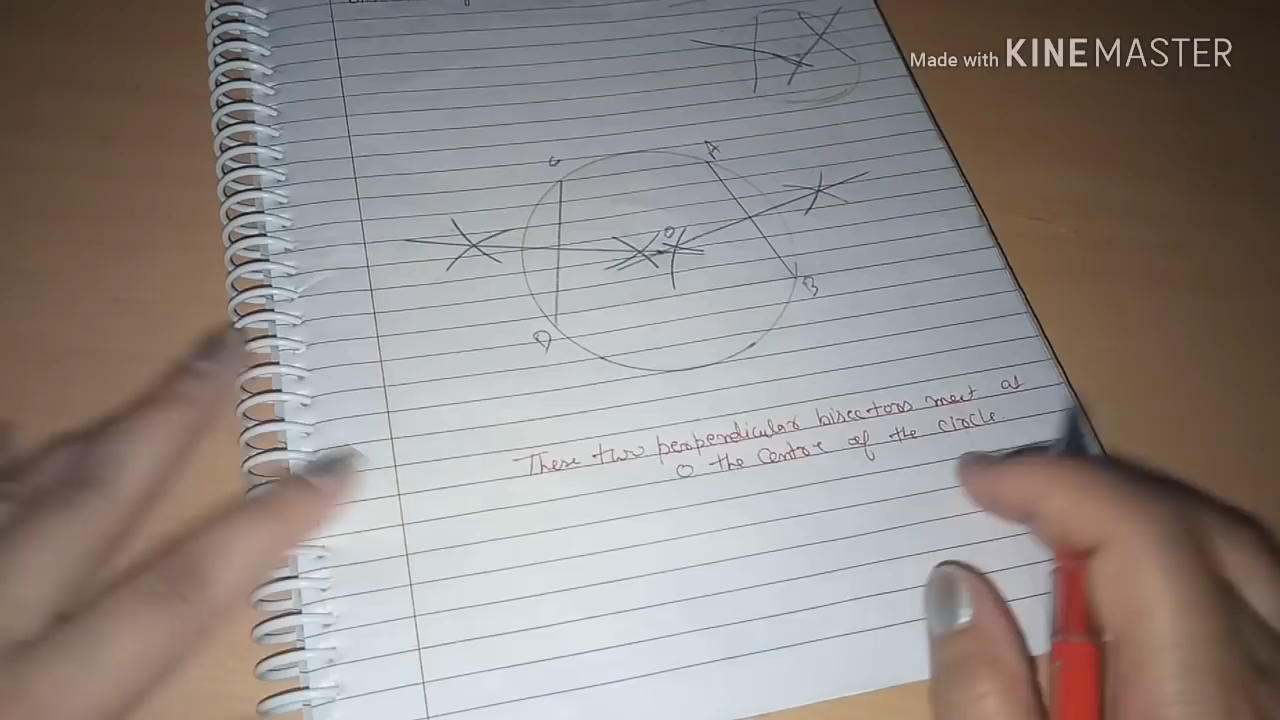 Made with KINEMASTER
C
A
O
B
D
These two perpendicular bisectors meet at
O the centre of the circle.